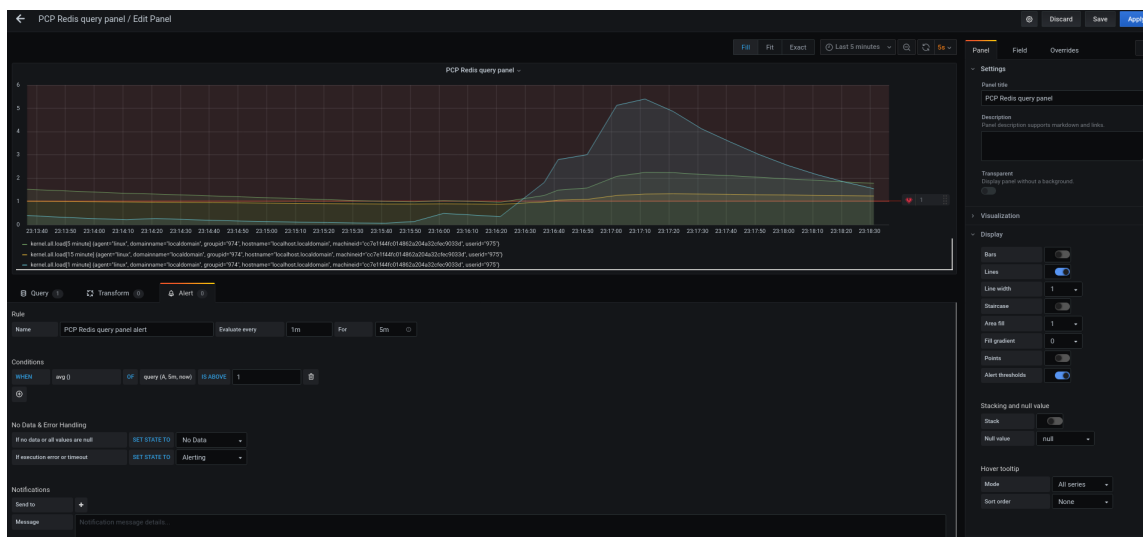 PCP Redis query panel / Edit Panel
Discard
Save
Apply
Fill
Fit
Exact
Last 5 minutes
5s
PCP Redis query panel
6
5
4
3
2
1
0
1
23:13:40 23:13:50 23:14:00 23:14:10 23:14:20 23:14:30 23:14:40 23:14:50 23:15:00 23:15:10 23:15:20 23:15:30 23:15:40 23:15:50 23:16:00 23:16:10 23:16:20 23:16:30 23:16:40 23:16:50 23:17:00 23:17:10 23:17:20 23:17:30 23:17:40 23:17:50 23:18:00 23:18:10 23:18:20 23:18:30
kernel.all.load[5 minute] {agent="linux", domainname="localdomain", groupid="974", hostname="localhost.localdomain", machineid="cc7e1f44fc014862a204a32cfec9033d", userid="975"}
kernel.all.load[15 minute] {agent="linux", domainname="localdomain", groupid="974", hostname="localhost.localdomain", machineid="cc7e1f44fc014862a204a32cfec9033d", userid="975"}
kernel.all.load[1 minute] {agent="linux", domainname="localdomain", groupid="974", hostname="localhost.localdomain", machineid="cc7e1f44fc014862a204a32cfec9033d", userid="975"}
Query 1
Transform 0
Alert 0
Rule
Name
PCP Redis query panel alert
Evaluate every
1m
For
5m
Conditions
WHEN
avg ()
OF
query (A, 5m, now)
IS ABOVE
1
No Data & Error Handling
If no data or all values are null
SET STATE TO
No Data
If execution error or timeout
SET STATE TO
Alerting
Notifications
Send to
Message
Notification message details...
Panel
Field
Overrides
Settings
Panel title
PCP Redis query panel
Description
Panel description supports markdown and links.
Transparent
Display panel without a background.
Visualization
Display
Bars
Lines
Line width
1
Staircase
Area fill
1
Fill gradient
0
Points
Alert thresholds
Stacking and null value
Stack
Null value
null
Hover tooltip
Mode
All series
Sort order
None